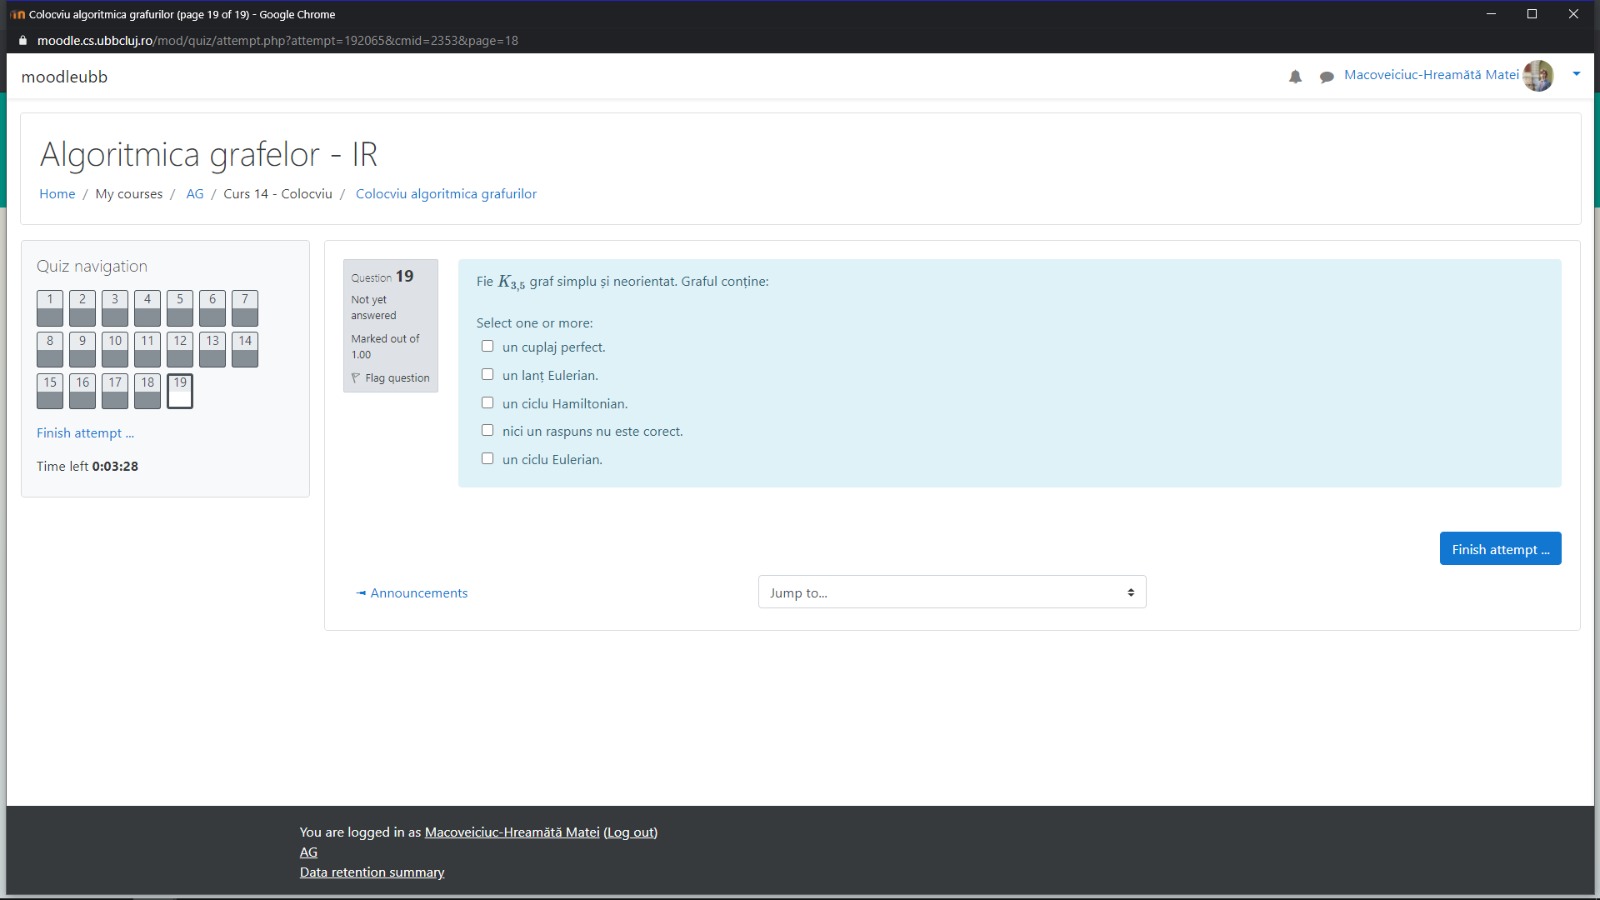 Colocviu algoritmica grafurilor (page 19 of 19) - Google Chrome
moodle.cs.ubbcluj.ro/mod/quiz/attempt.php?attempt=192065&cmid=2353&page=18
moodleubb
Macoveiciuc-Hreamătă Matei
Algoritmica grafelor - IR
Home / My courses / AG / Curs 14 - Colocviu / Colocviu algoritmica grafurilor
Quiz navigation
1 2 3 4 5 6 7
8 9 10 11 12 13 14
15 16 17 18 19
Finish attempt ...
Time left 0:03:28
Question 19
Not yet
answered
Marked out of
1.00
Flag question
Fie K3,5 graf simplu și neorientat. Graful conține:
Select one or more:
un cuplaj perfect.
un lanț Eulerian.
un ciclu Hamiltonian.
nici un raspuns nu este corect.
un ciclu Eulerian.
Finish attempt ...
◄ Announcements
Jump to...
You are logged in as Macoveiciuc-Hreamătă Matei (Log out)
AG
Data retention summary